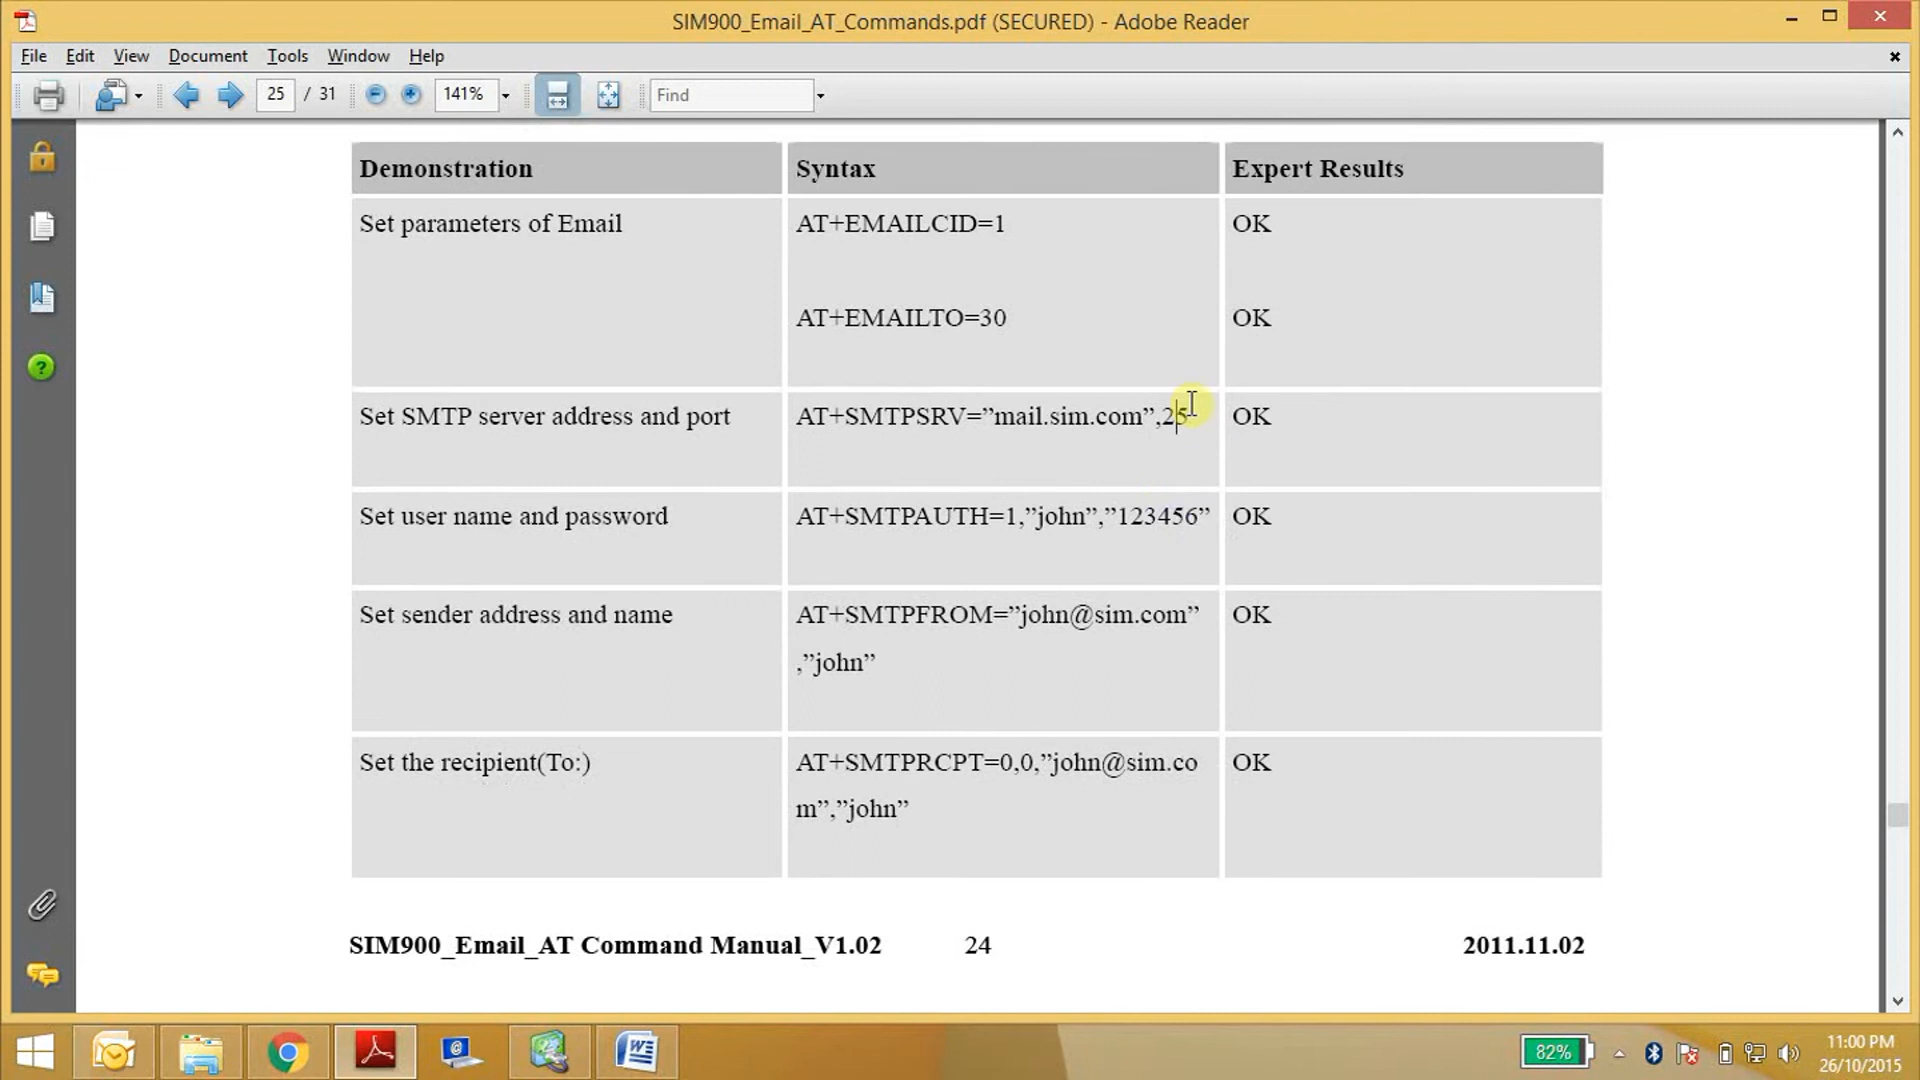 SIM900_Email_AT_Commands.pdf (SECURED) - Adobe Reader
File Edit View Document Tools Window Help
25 / 31 141% Find
Demonstration Syntax Expert Results
Set parameters of Email AT+EMAILCID=1 OK
AT+EMAILTO=30 OK
Set SMTP server address and port AT+SMTPSRV=”mail.sim.com”,25 OK
Set user name and password AT+SMTPAUTH=1,”john”,”123456” OK
Set sender address and name AT+SMTPFROM=”john@sim.com” OK
,”john”
Set the recipient(To:) AT+SMTPRCPT=0,0,”john@sim.co OK
m”,”john”
SIM900_Email_AT Command Manual_V1.02 24 2011.11.02
82% 11:00 PM
26/10/2015